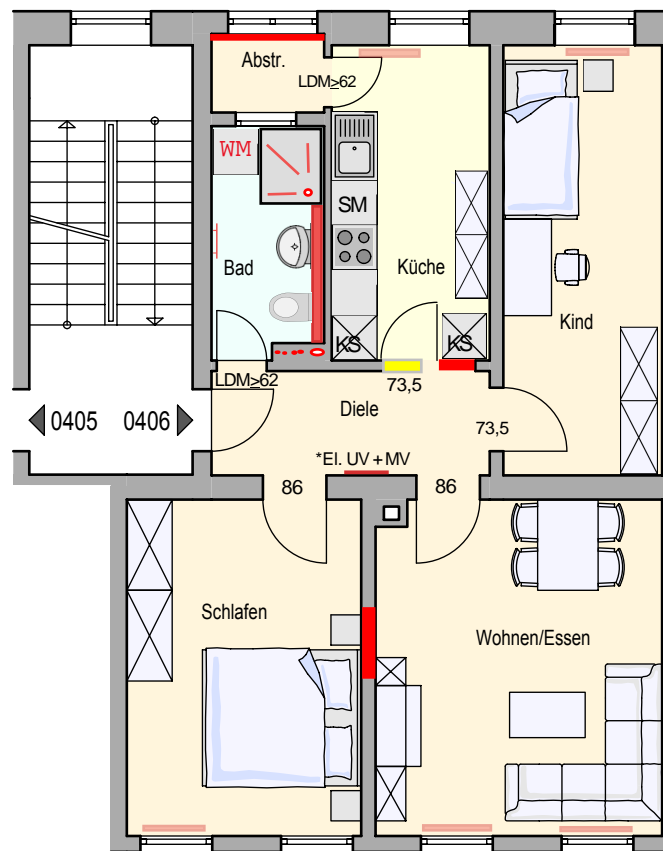 Abstr.
LDM≥62
WM
SM
Bad
Küche
Kind
KS
KS
LDM≥62
73,5
Diele
0405
0406
73,5
*El. UV + MV
86
86
Schlafen
Wohnen/Essen